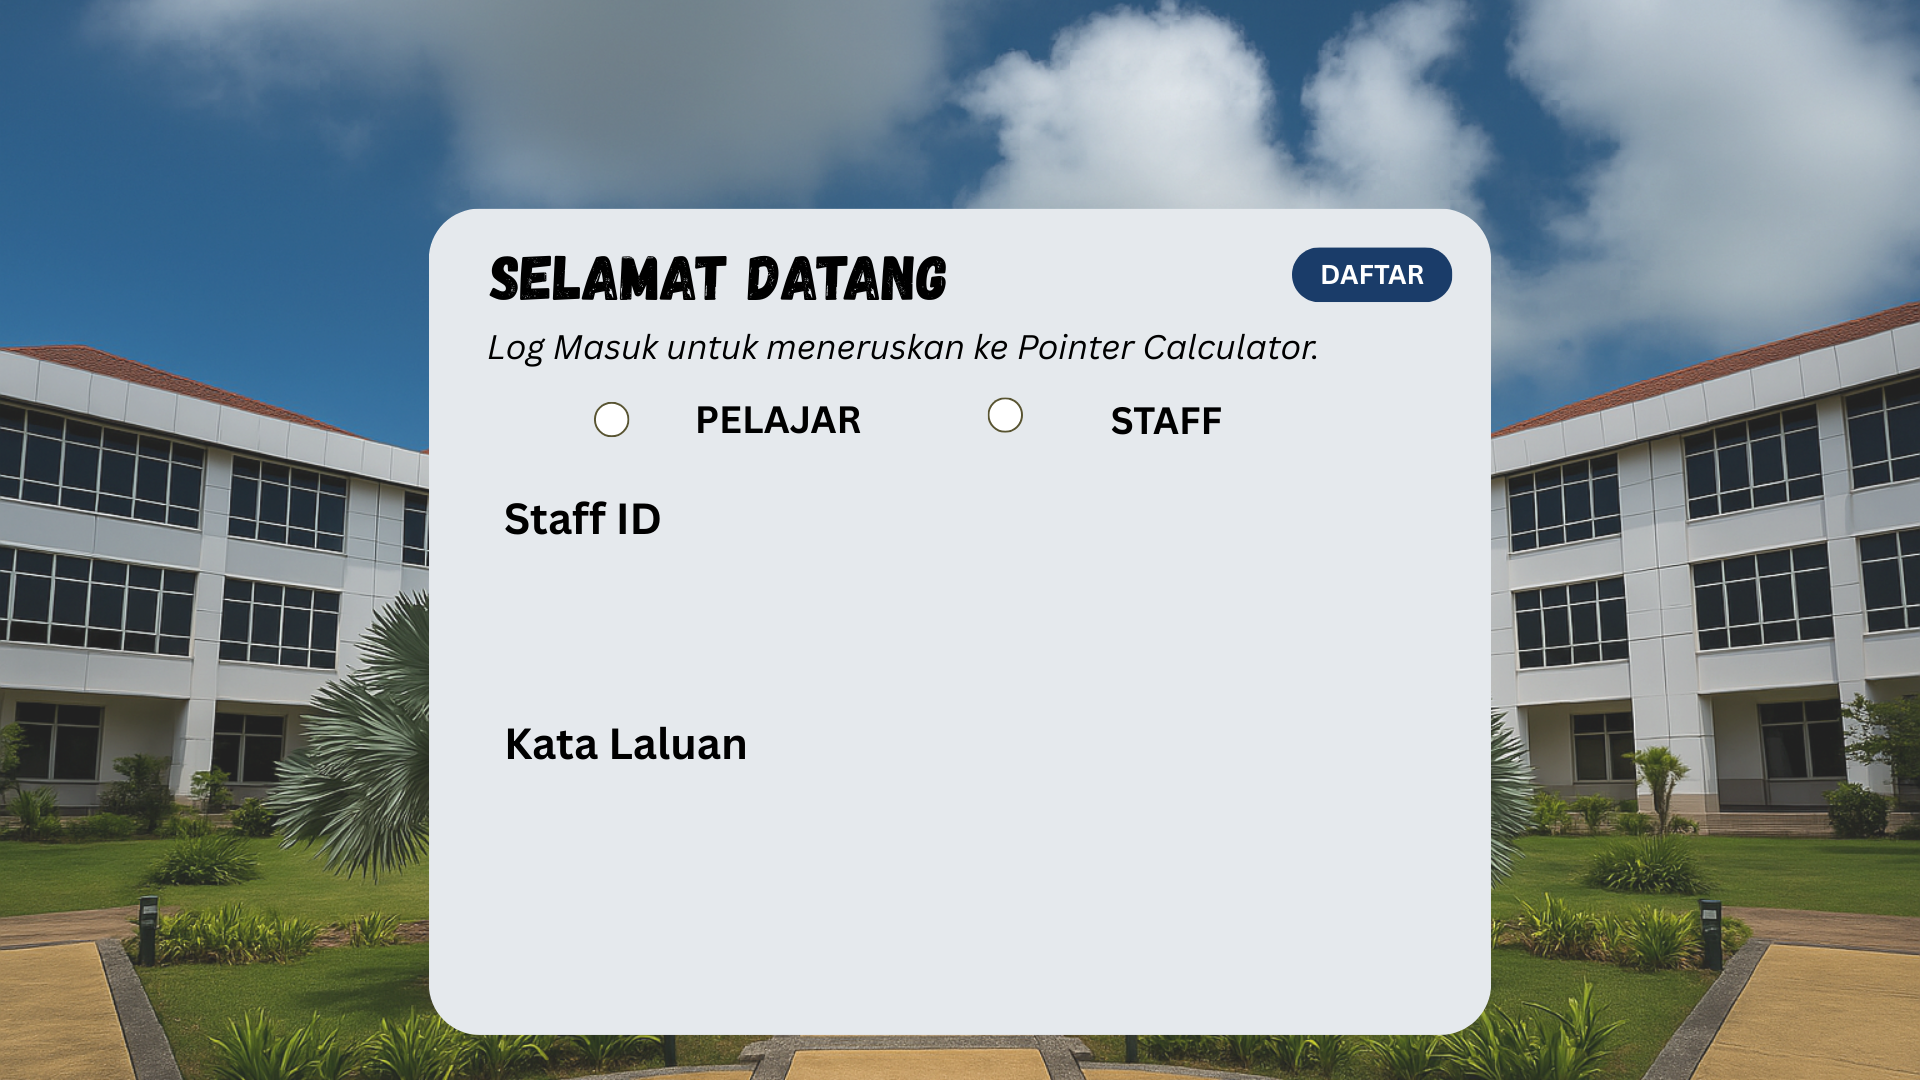 SELAMAT DATANG
DAFTAR
Log Masuk untuk meneruskan ke Pointer Calculator.
PELAJAR
STAFF
Staff ID
Kata Laluan